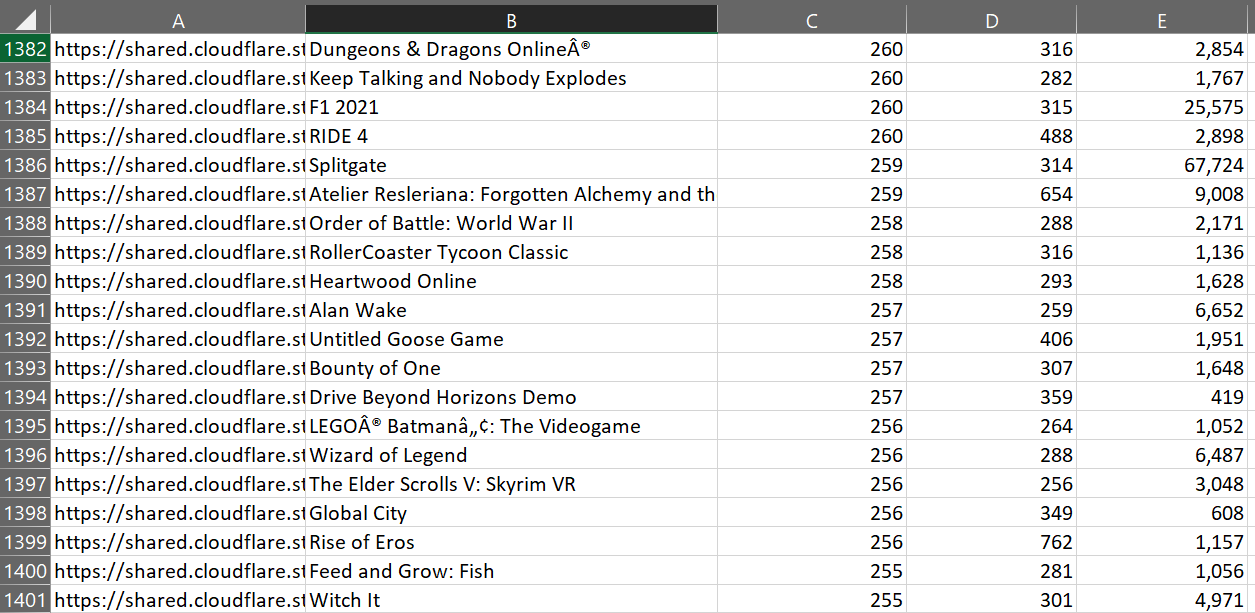 A B C D E
1382 https://shared.cloudflare.st Dungeons & Dragons OnlineÂ® 260 316 2,854
1383 https://shared.cloudflare.st Keep Talking and Nobody Explodes 260 282 1,767
1384 https://shared.cloudflare.st F1 2021 260 315 25,575
1385 https://shared.cloudflare.st RIDE 4 260 488 2,898
1386 https://shared.cloudflare.st Splitgate 259 314 67,724
1387 https://shared.cloudflare.st Atelier Resleriana: Forgotten Alchemy and th 259 654 9,008
1388 https://shared.cloudflare.st Order of Battle: World War II 258 288 2,171
1389 https://shared.cloudflare.st RollerCoaster Tycoon Classic 258 316 1,136
1390 https://shared.cloudflare.st Heartwood Online 258 293 1,628
1391 https://shared.cloudflare.st Alan Wake 257 259 6,652
1392 https://shared.cloudflare.st Untitled Goose Game 257 406 1,951
1393 https://shared.cloudflare.st Bounty of One 257 307 1,648
1394 https://shared.cloudflare.st Drive Beyond Horizons Demo 257 359 419
1395 https://shared.cloudflare.st LEGOÂ® Batmanâ„¢: The Videogame 256 264 1,052
1396 https://shared.cloudflare.st Wizard of Legend 256 288 6,487
1397 https://shared.cloudflare.st The Elder Scrolls V: Skyrim VR 256 256 3,048
1398 https://shared.cloudflare.st Global City 256 349 608
1399 https://shared.cloudflare.st Rise of Eros 256 762 1,157
1400 https://shared.cloudflare.st Feed and Grow: Fish 255 281 1,056
1401 https://shared.cloudflare.st Witch It 255 301 4,971